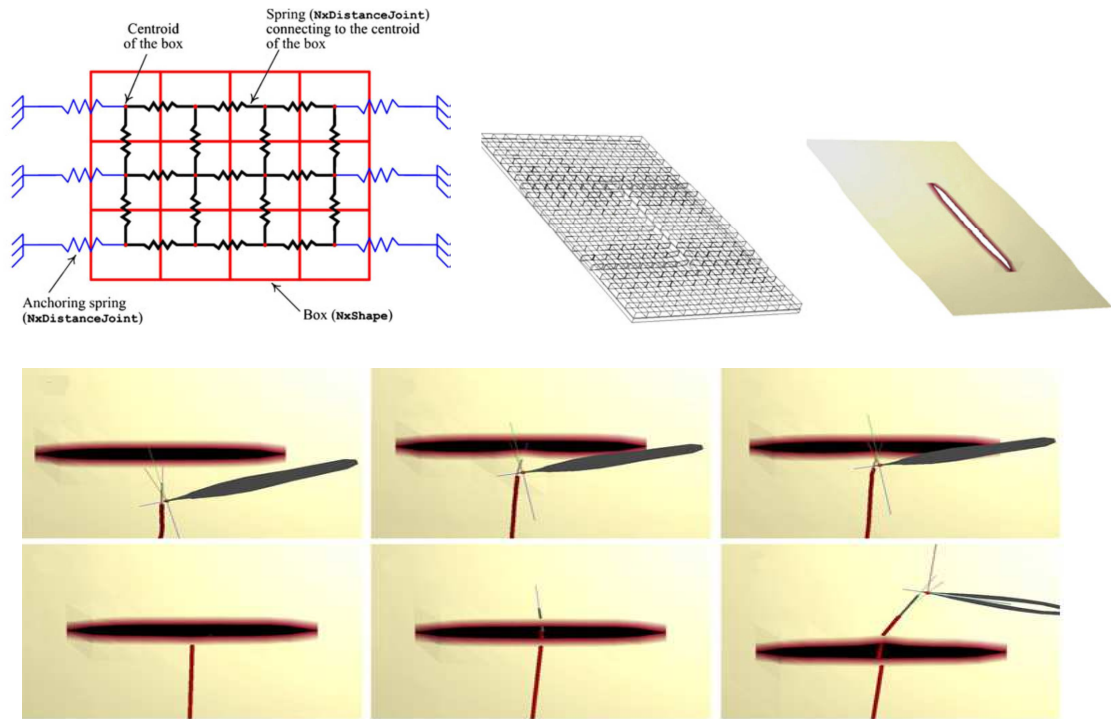 Centroid
of the box
Spring (NxDistanceJoint)
connecting to the centroid
of the box
Anchoring spring
(NxDistanceJoint)
Box (NxShape)